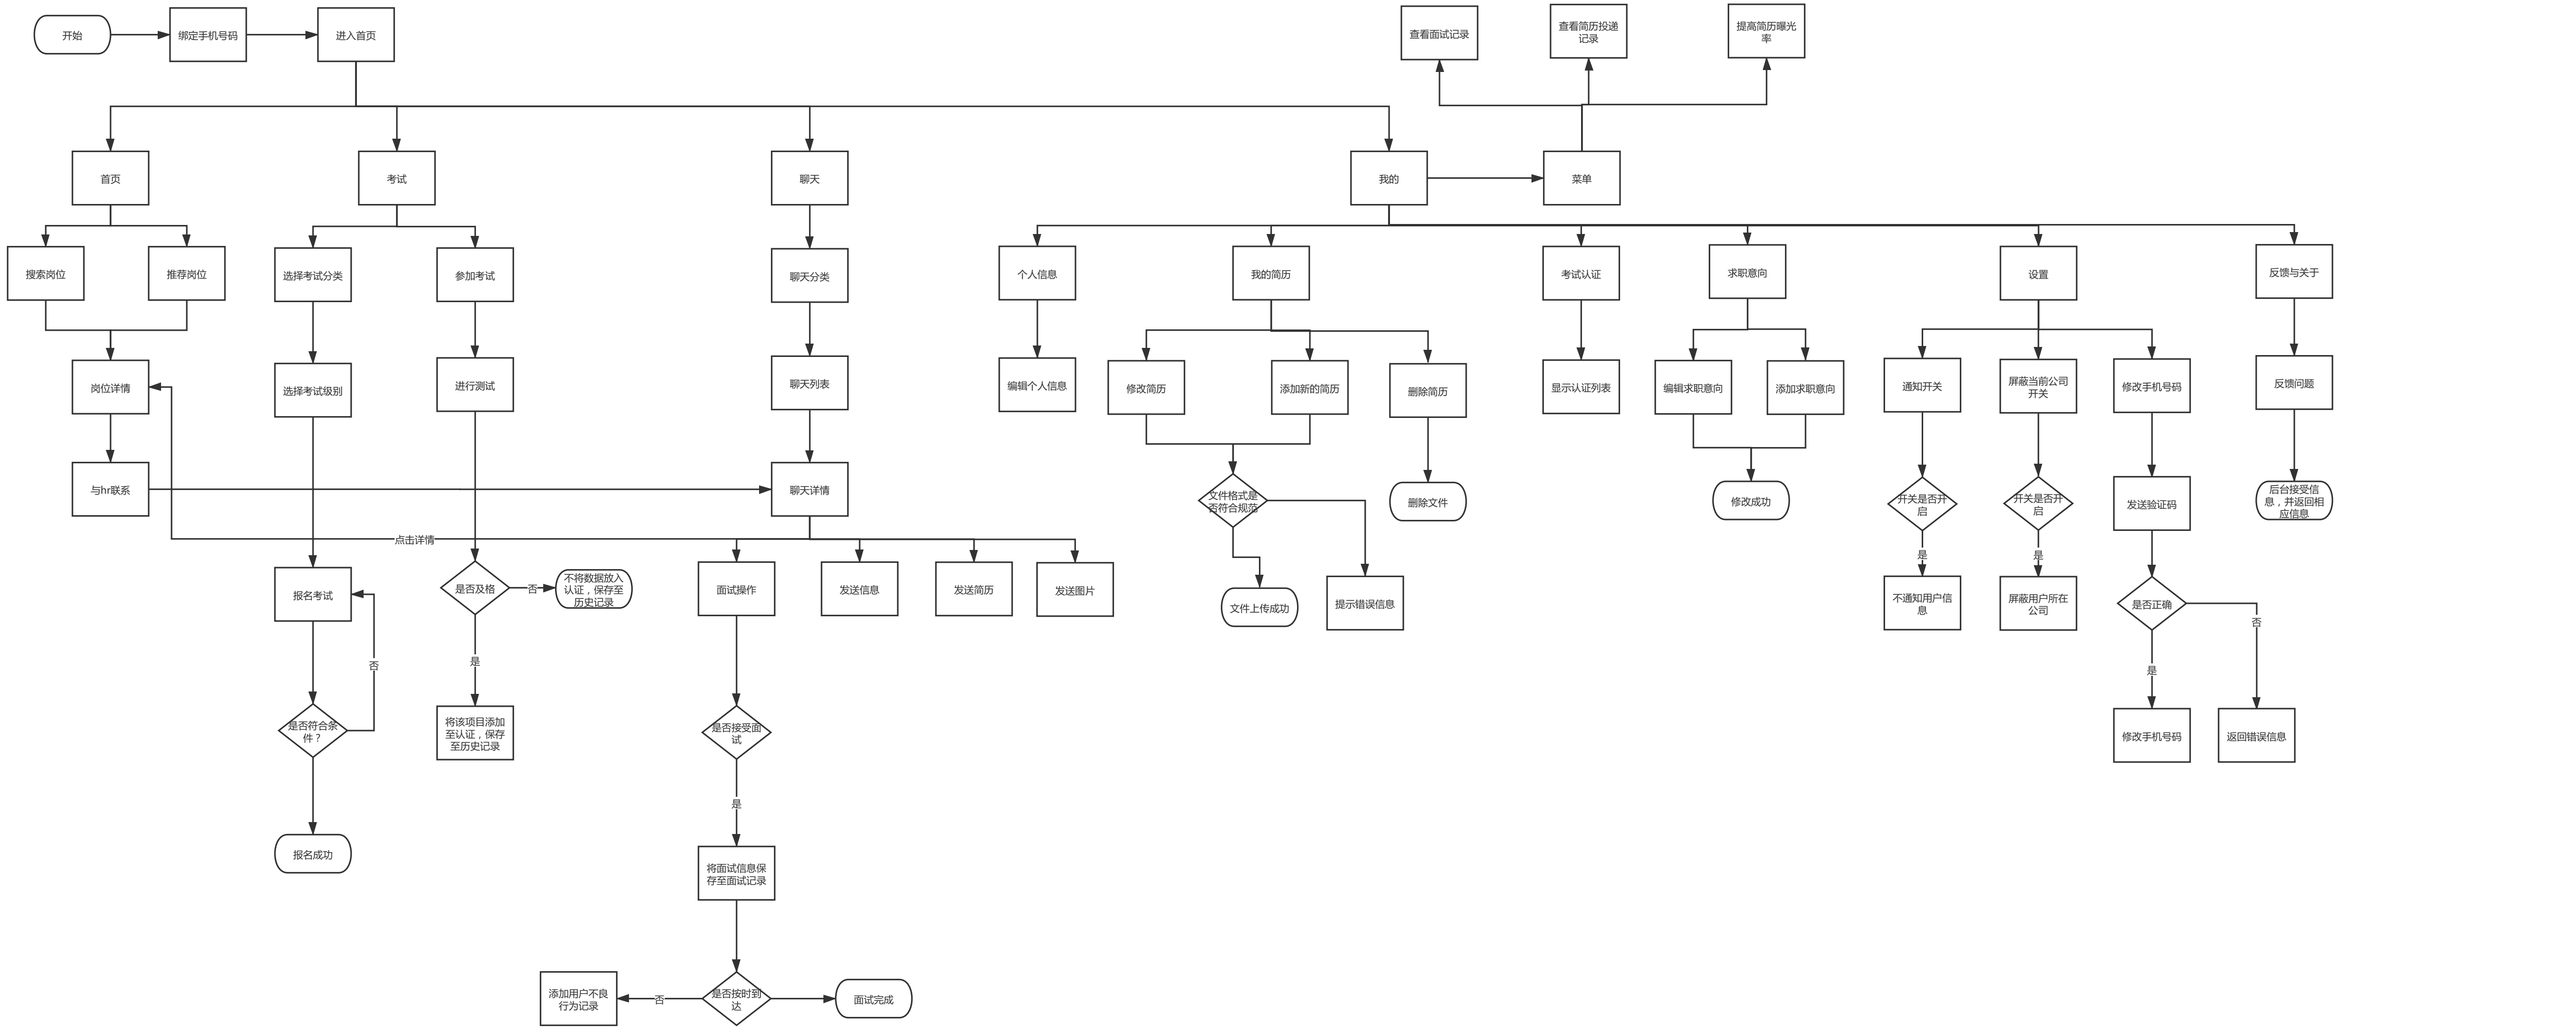 开始
绑定手机号码
进入首页
查看面试记录
查看简历投递
记录
提高简历曝光
率
首页
考试
聊天
我的
菜单
搜索岗位
推荐岗位
选择考试分类
参加考试
聊天分类
个人信息
我的简历
考试认证
求职意向
设置
反馈与关于
岗位详情
选择考试级别
进行测试
聊天列表
编辑个人信息
修改简历
添加新的简历
删除简历
显示认证列表
编辑求职意向
添加求职意向
通知开关
屏蔽当前公司
开关
修改手机号码
反馈问题
与hr联系
聊天详情
文件格式是
否符合规范
删除文件
修改成功
开关是否开
启
开关是否开
启
发送验证码
后台接受信
息，并返回相
应信息
点击详情
是
是
报名考试
是否及格
否
不将数据放入
认证，保存至
历史记录
面试操作
发送信息
发送简历
发送图片
文件上传成功
提示错误信息
不通知用户信
息
屏蔽用户所在
公司
是否正确
否
否
是
是
是否符合条
件？
将该项目添加
至认证，保存
至历史记录
是否接受面
试
修改手机号码
返回错误信息
是
报名成功
将面试信息保
存至面试记录
添加用户不良
行为记录
否
是否按时到
达
面试完成